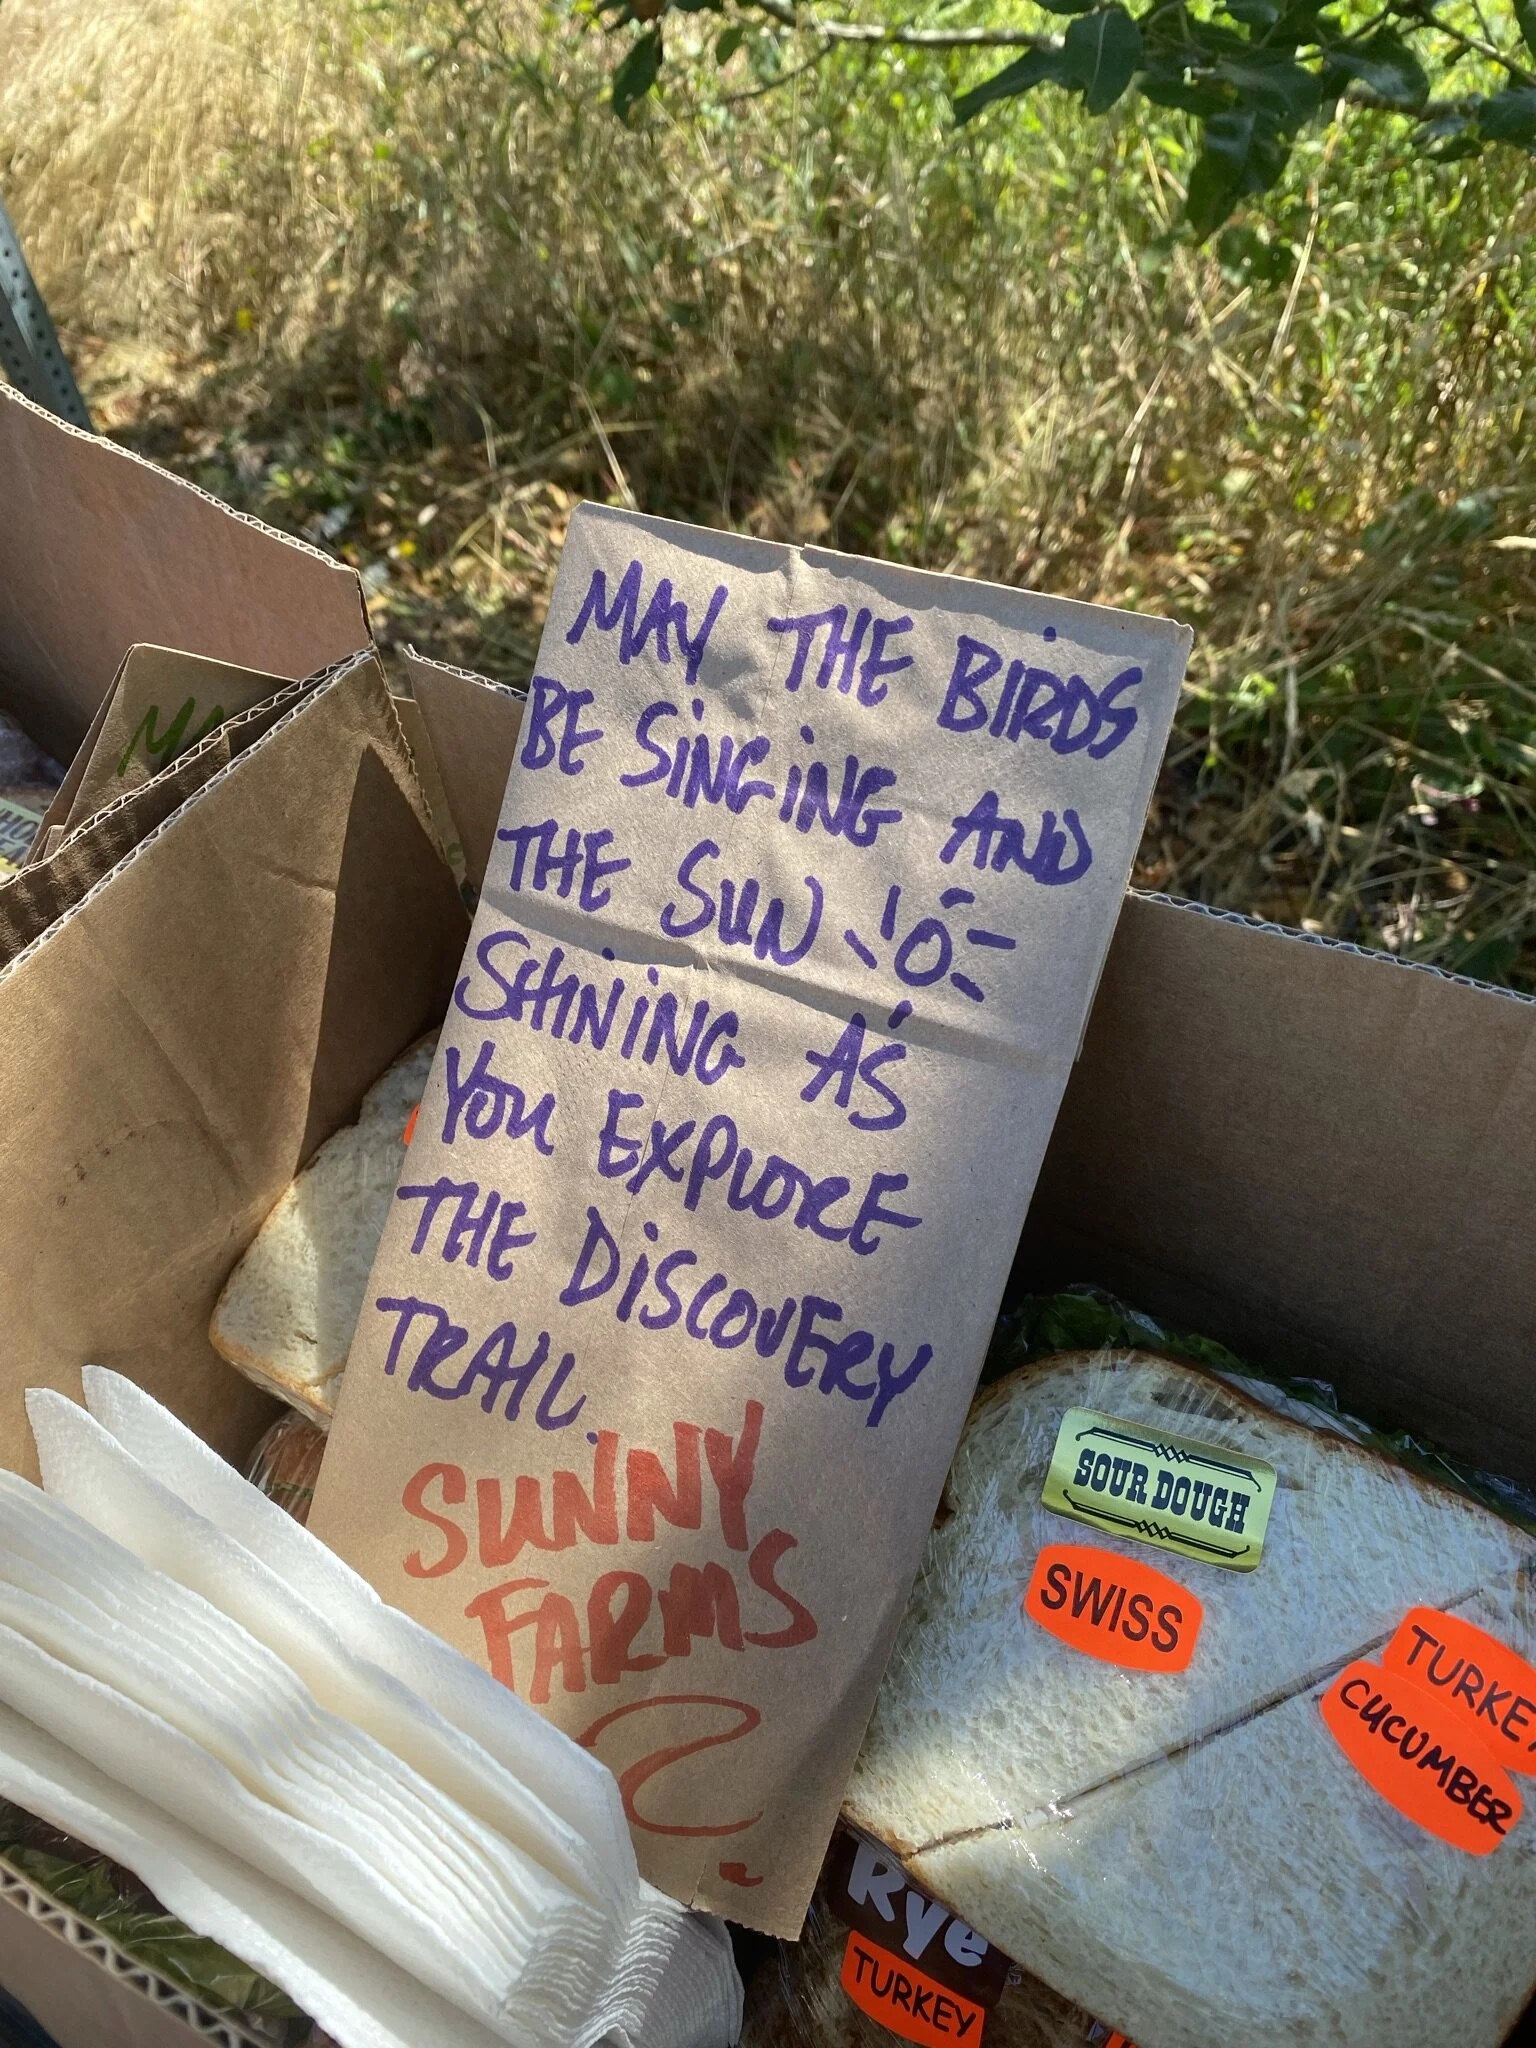 MAY THE BIRDS
BE SINGING AND
THE SUN
SHINING AS
YOU EXPLORE
THE DISCOVERY
TRAIL.
SUNNY
FARMS
SOUR DOUGH
SWISS
TURKEY
CUCUMBER
Rye
TURKEY